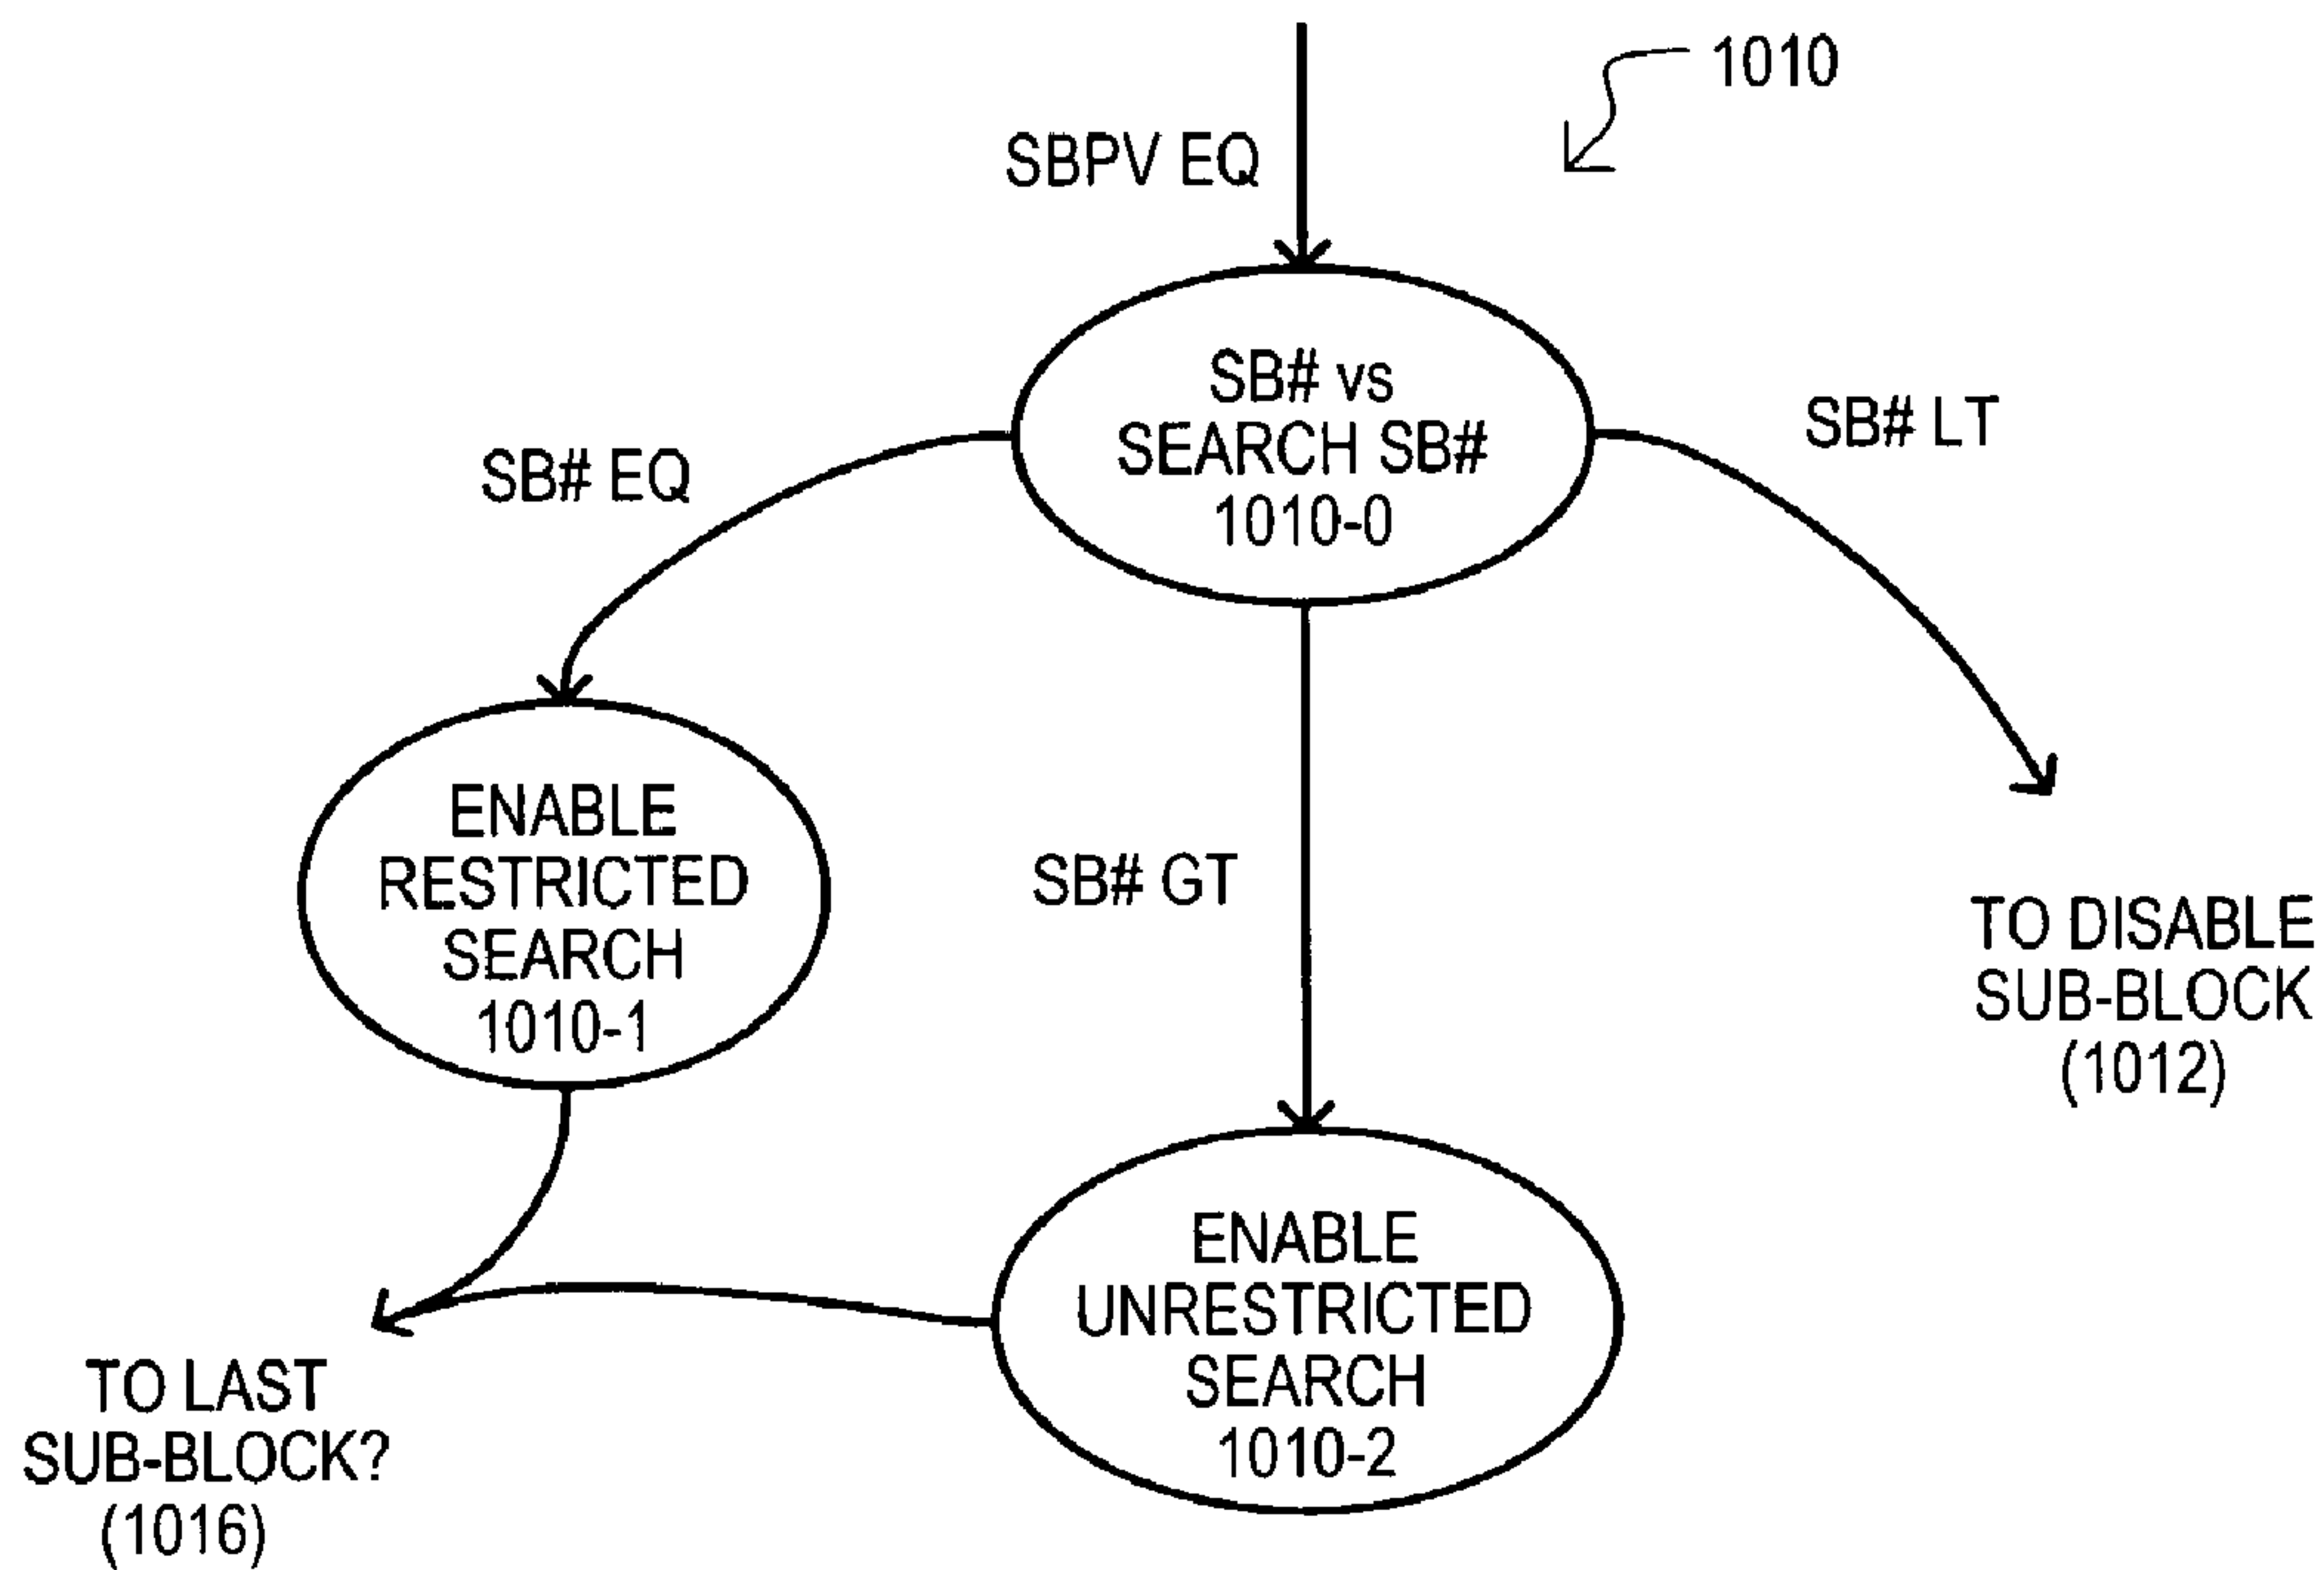 1010
SBPV EQ
SB# vs
SEARCH SB#
1010-0
SB# LT
SB# EQ
ENABLE
RESTRICTED
SEARCH
1010-1
SB# GT
TO DISABLE
SUB-BLOCK
(1012)
ENABLE
UNRESTRICTED
SEARCH
1010-2
TO LAST
SUB-BLOCK?
(1016)